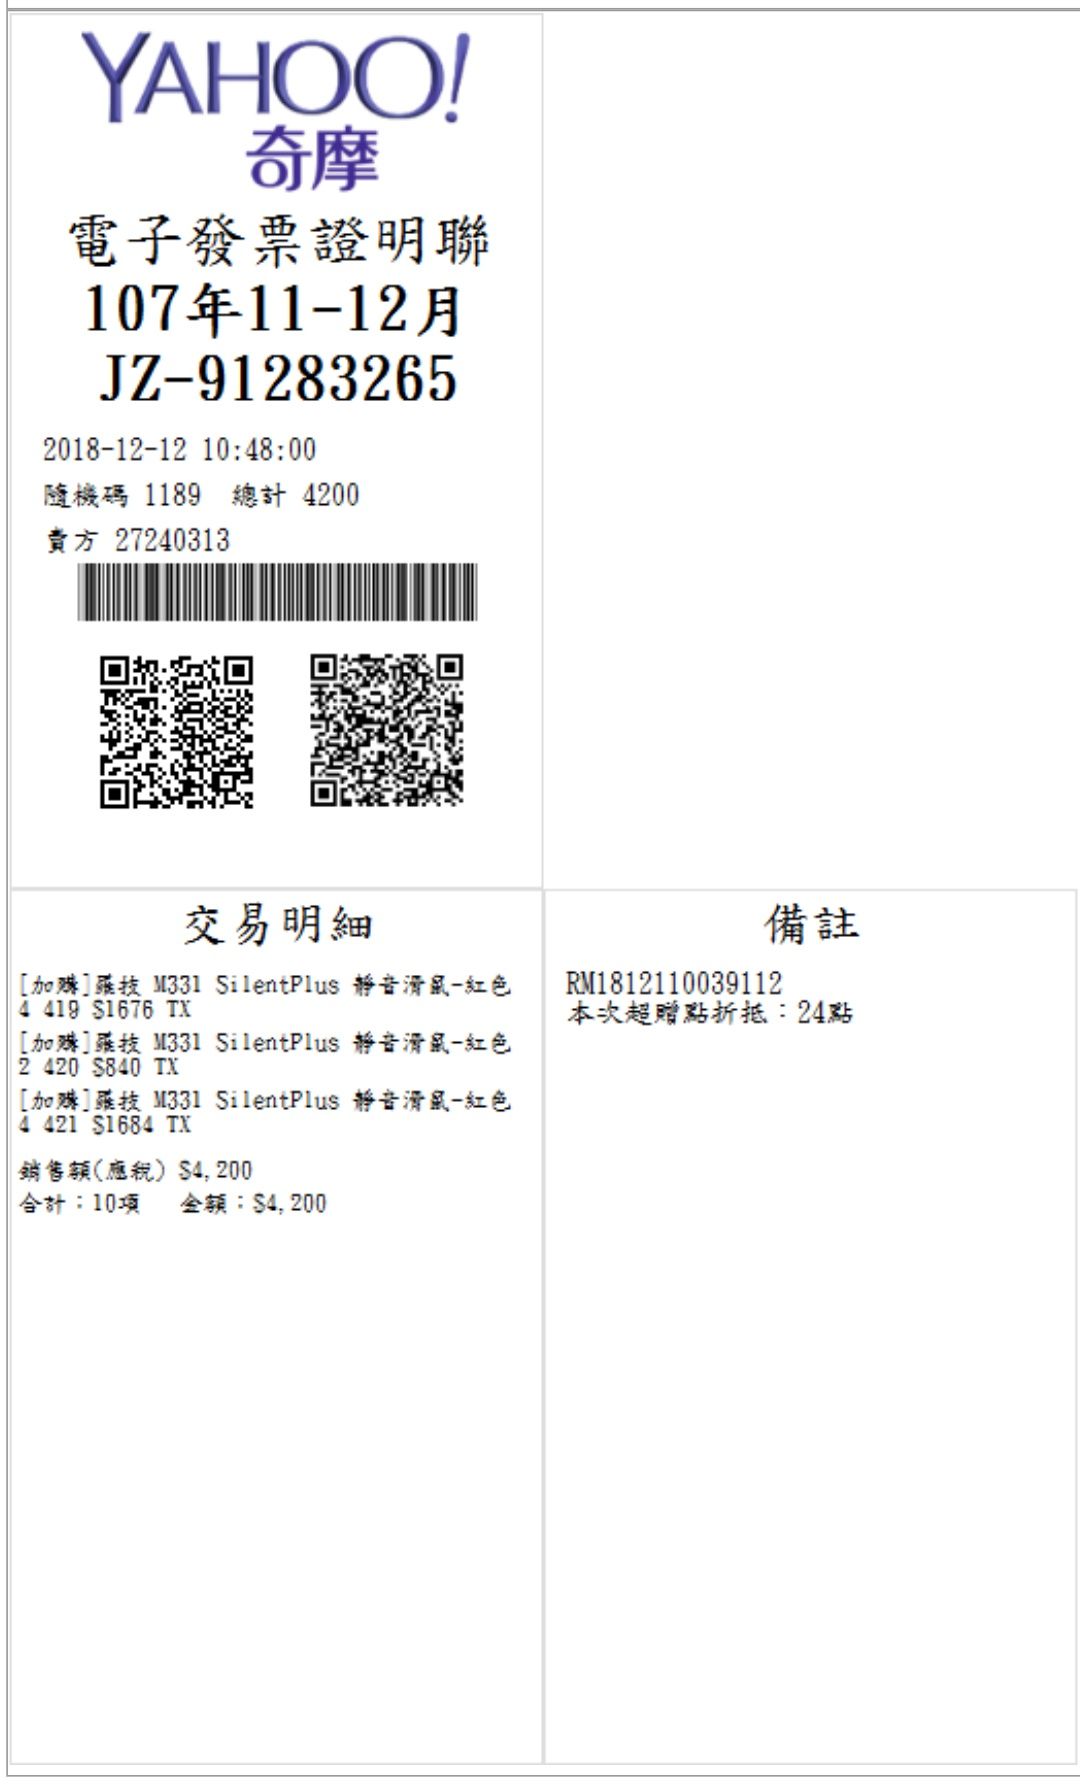 YAHOO!
奇摩
電子發票證明聯
107年11-12月
JZ-91283265
2018-12-12 10:48:00
隨機碼 1189 總計 4200
賣方 27240313
交易明細
[加購]羅技 M331 SilentPlus 靜音滑鼠-紅色
4 419 $1676 TX
[加購]羅技 M331 SilentPlus 靜音滑鼠-紅色
2 420 $840 TX
[加購]羅技 M331 SilentPlus 靜音滑鼠-紅色
4 421 $1684 TX
銷售額(應稅) $4,200
合計：10項 金額：$4,200
備註
RM1812110039112
本次超贈點折抵：24點